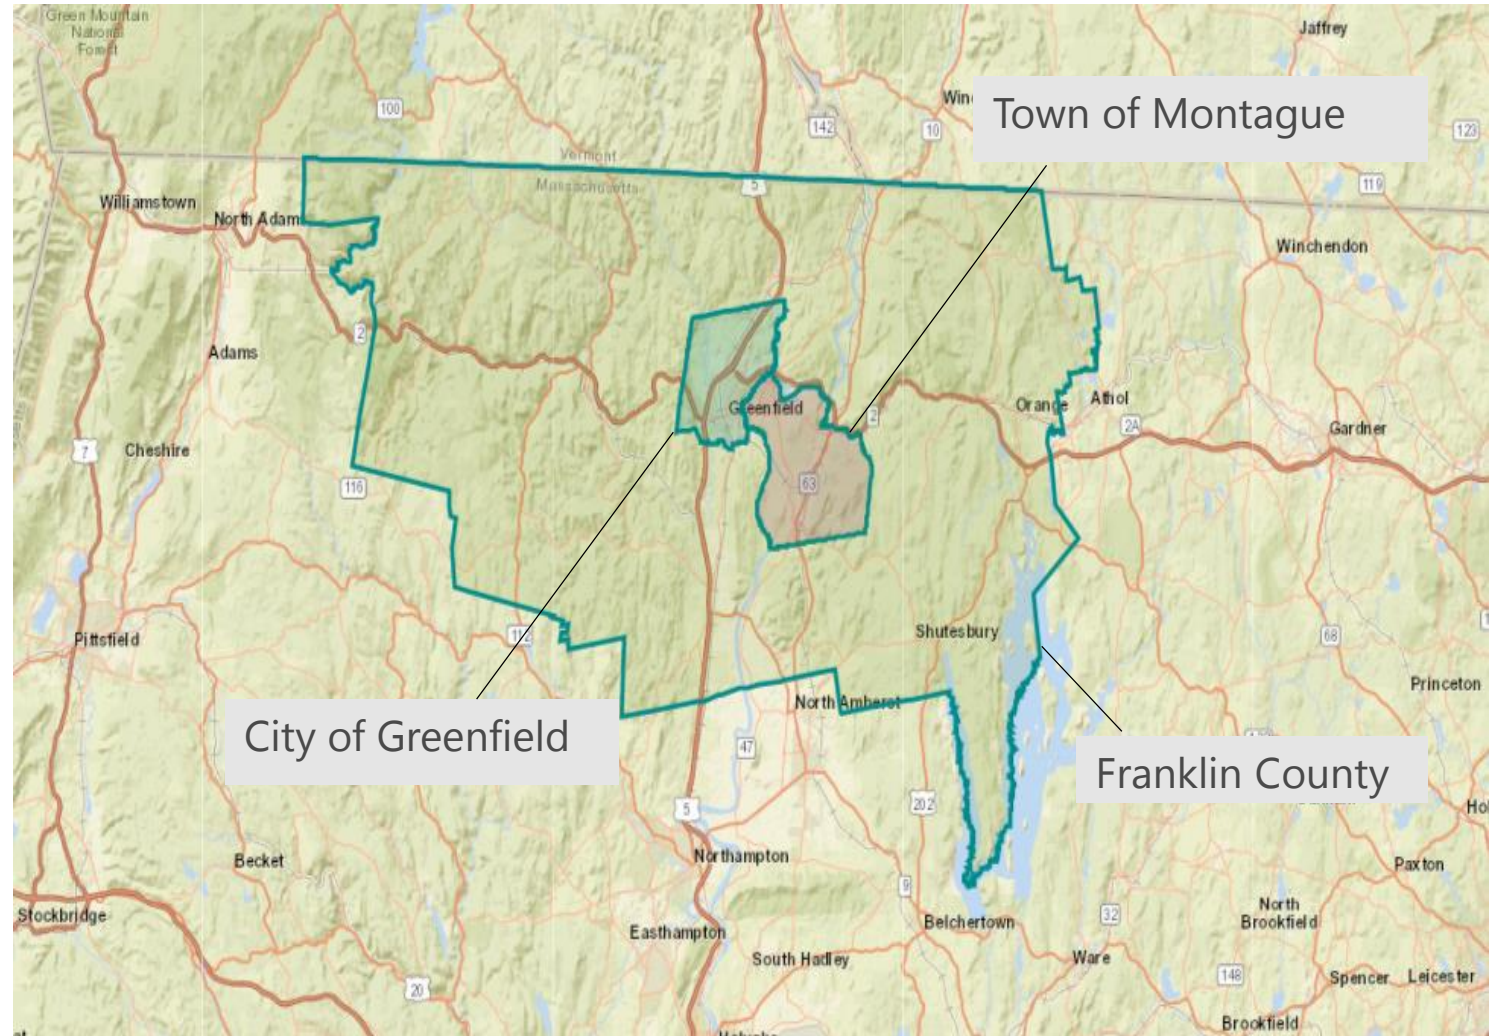 Green Mountain
National
Forest
Jaffrey
100
142
10
Town of Montague
123
Vermont
Massachusetts
5
119
Williamstown
North Adam
Winchendon
2
Adams
Greenfield
2
Orange
Athol
2A
Gardner
7
Cheshire
116
63
Pittsfield
112
Shutesbury
68
Princeton
North Amherst
City of Greenfield
47
Franklin County
5
202
Northampton
Becket
9
Paxton
Stockbridge
Easthampton
Belchertown
32
North
Brookfield
South Hadley
Ware
20
148
Spencer
Leicester
Brookfield